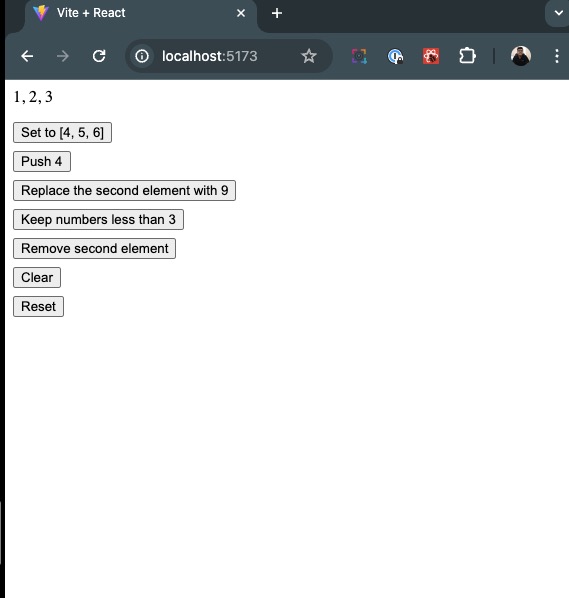 Vite + React
localhost:5173
1, 2, 3
Set to [4, 5, 6]
Push 4
Replace the second element with 9
Keep numbers less than 3
Remove second element
Clear
Reset